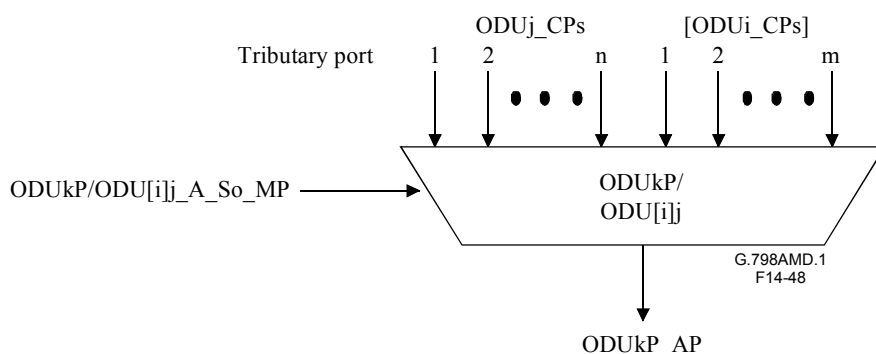 ODUj_CPs [ODUi_CPs]
Tributary port 1 2 n 1 2 m
ODUkP/ODU[i]j_A_So_MP
ODUkP/
ODU[i]j
G.798AMD.1
F14-48
ODUkP_AP